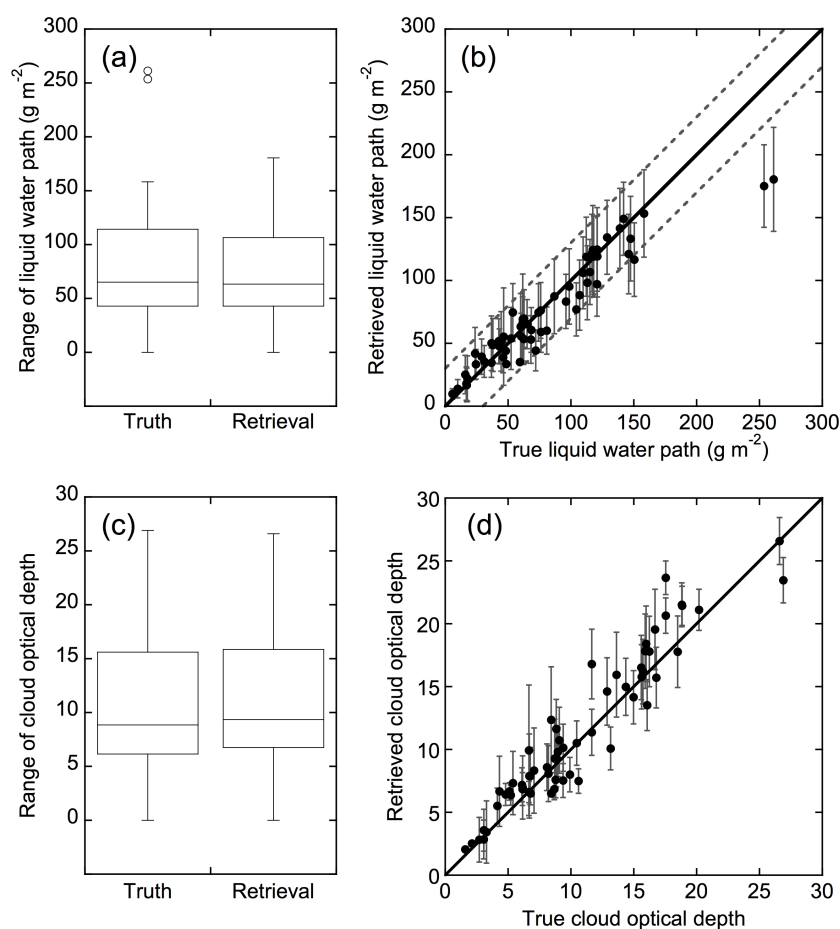 (a)
Range of liquid water path (g m⁻²)
300
250
200
150
100
50
0
Truth Retrieval
(b)
Retrieved liquid water path (g m⁻²)
300
250
200
150
100
50
0
0 50 100 150 200 250 300
True liquid water path (g m⁻²)
(c)
Range of cloud optical depth
30
25
20
15
10
5
0
Truth Retrieval
(d)
Retrieved cloud optical depth
30
25
20
15
10
5
0
0 5 10 15 20 25 30
True cloud optical depth